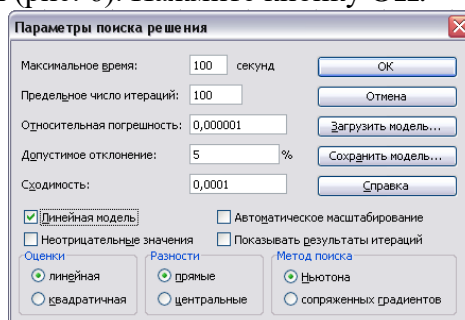 (рис. 6). Нажмите кнопку
Параметры поиска решения
Максимальное время: 100 секунд ОК
Предельное число итераций: 100 Отмена
Относительная погрешность: 0,000001 Загрузить модель...
Допустимое отклонение: 5 % Сохранить модель...
Сходимость: 0,0001 Справка
Линейная модель Автоматическое масштабирование
Неотрицательные значения Показывать результаты итераций
Оценки Разности Метод поиска
линейная прямые Ньютона
квадратичная центральные сопряженных градиентов